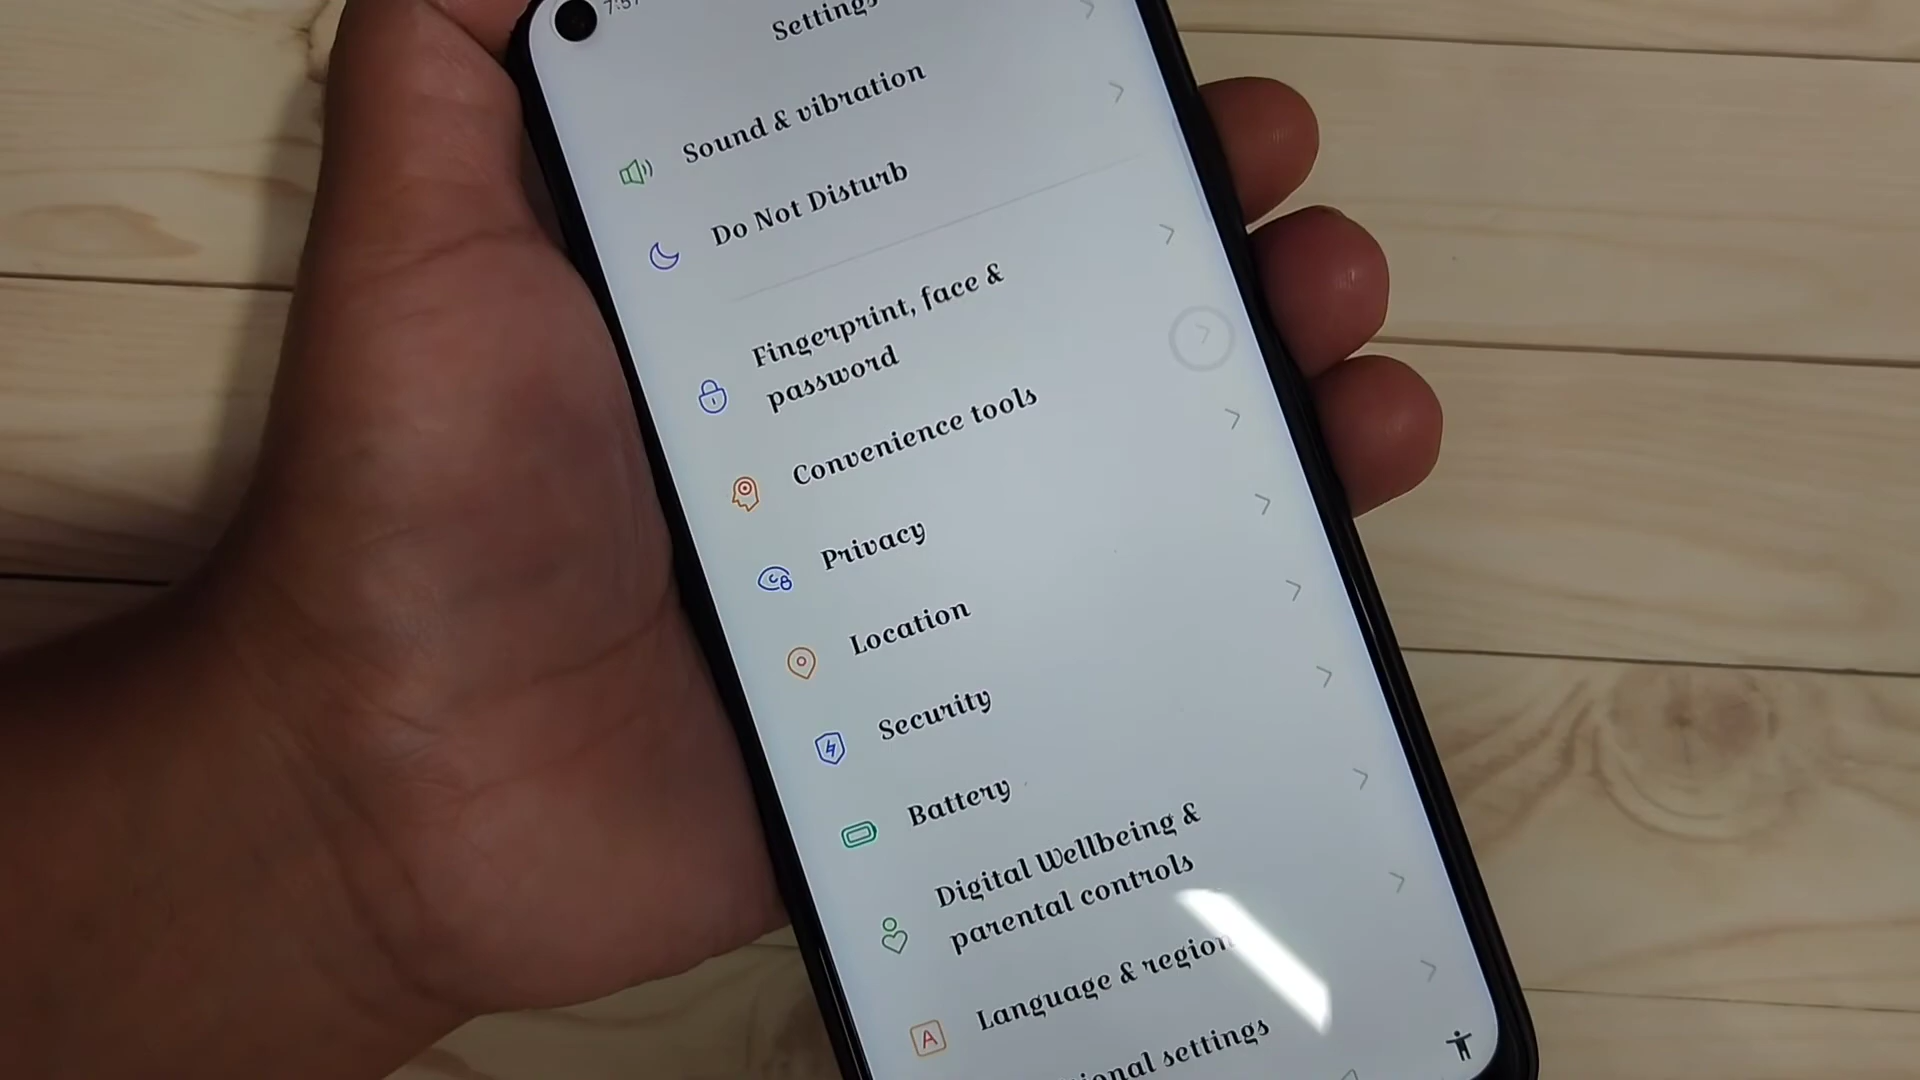 Settings
Sound & vibration
Do Not Disturb
Fingerprint, face &
password
Convenience tools
Privacy
Location
Security
Battery
Digital Wellbeing &
parental controls
Language & region
A
settings